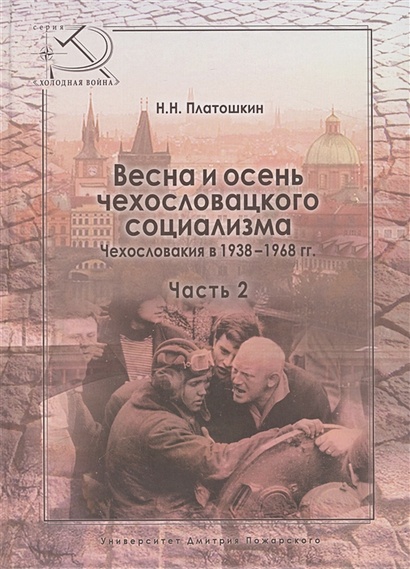 серия
«ХОЛОДНАЯ ВОЙНА»
Н.Н. Платошкин
Весна и осень
чехословацкого
социализма
Чехословакия в 1938–1968 гг.
Часть 2
Университет Дмитрия Пожарского